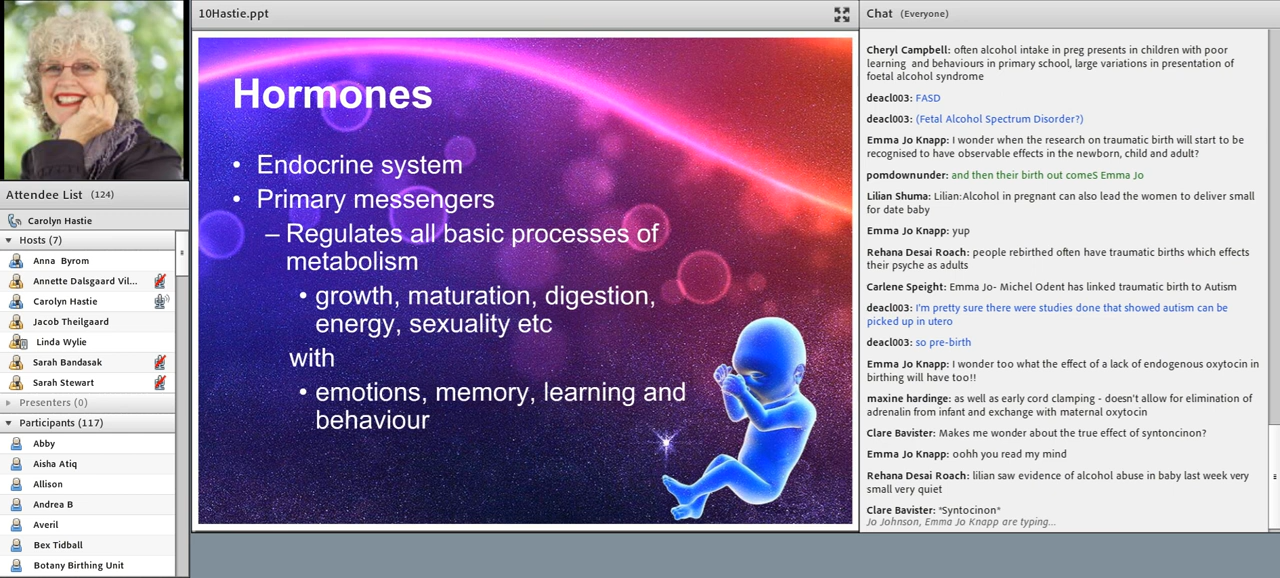 Attendee List (124)
Carolyn Hastie
Hosts (7)
Anna Byrom
Annette Dalsgaard Vil...
Carolyn Hastie
Jacob Theilgaard
Linda Wylie
Sarah Bandasak
Sarah Stewart
Presenters (0)
Participants (117)
Abby
Aisha Atiq
Allison
Andrea B
Averil
Bex Tidball
Botany Birthing Unit
10Hastie.ppt
Hormones
• Endocrine system
• Primary messengers
– Regulates all basic processes of
metabolism
• growth, maturation, digestion,
energy, sexuality etc
with
• emotions, memory, learning and
behaviour
Chat (Everyone)
Cheryl Campbell: often alcohol intake in preg presents in children with poor
learning and behaviours in primary school, large variations in presentation of
foetal alcohol syndrome
deacl003: FASD
deacl003: (Fetal Alcohol Spectrum Disorder?)
Emma Jo Knapp: I wonder when the research on traumatic birth will start to be
recognised to have observable effects in the newborn, child and adult?
pomdownunder: and then their birth out comeS Emma Jo
Lilian Shuma: Lilian:Alcohol in pregnant can also lead the women to deliver small
for date baby
Emma Jo Knapp: yup
Rehana Desai Roach: people rebirthed often have traumatic births which effects
their psyche as adults
Carlene Speight: Emma Jo- Michel Odent has linked traumatic birth to Autism
deacl003: I'm pretty sure there were studies done that showed autism can be
picked up in utero
deacl003: so pre-birth
Emma Jo Knapp: I wonder too what the effect of a lack of endogenous oxytocin in
birthing will have too!!
maxine hardinge: as well as early cord clamping - doesn't allow for elimination of
adrenalin from infant and exchange with maternal oxytocin
Clare Bavister: Makes me wonder about the true effect of syntoncinon?
Emma Jo Knapp: oohh you read my mind
Rehana Desai Roach: lilian saw evidence of alcohol abuse in baby last week very
small very quiet
Clare Bavister: *Syntocinon*
Jo Johnson, Emma Jo Knapp are typing...